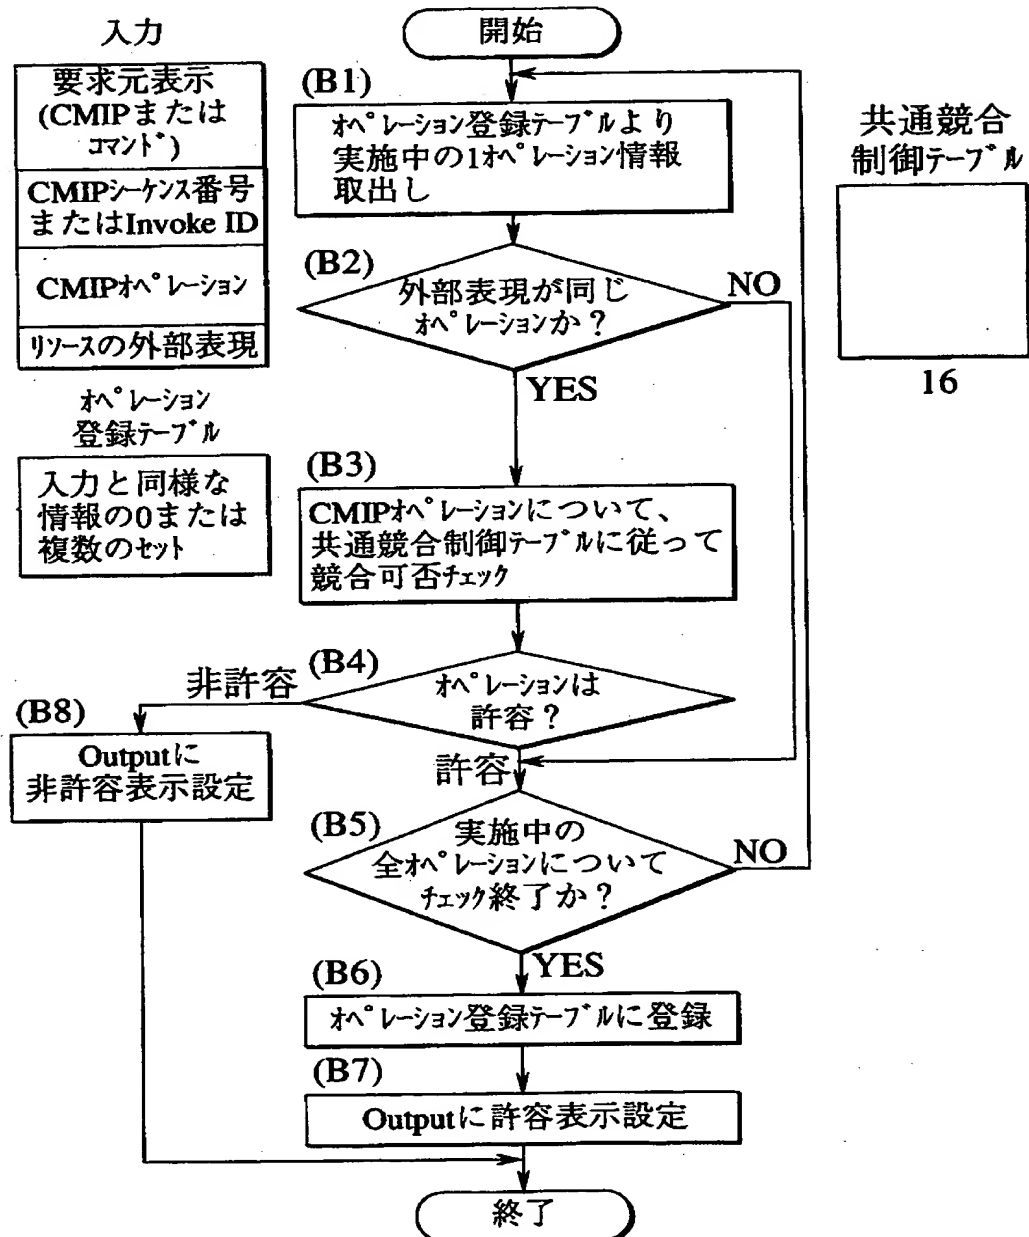 入力
要求元表示
(CMIPまたは
コマンド)
CMIPシーケンス番号
またはInvoke ID
CMIPオペレーション
リソースの外部表現
オペレーション
登録テーブル
入力と同様な
情報の0または
複数のセット
開始
(B1)
オペレーション登録テーブルより
実施中の1オペレーション情報
取出し
(B2)
外部表現が同じ
オペレーションか?
NO
YES
(B3)
CMIPオペレーションについて、
共通競合制御テーブルに従って
競合可否チェック
(B4)
オペレーションは
許容?
非許容
許容
(B8)
Outputに
非許容表示設定
(B5)
実施中の
全オペレーションについて
チェック終了か?
NO
YES
(B6)
オペレーション登録テーブルに登録
(B7)
Outputに許容表示設定
終了
共通競合
制御テーブル
16